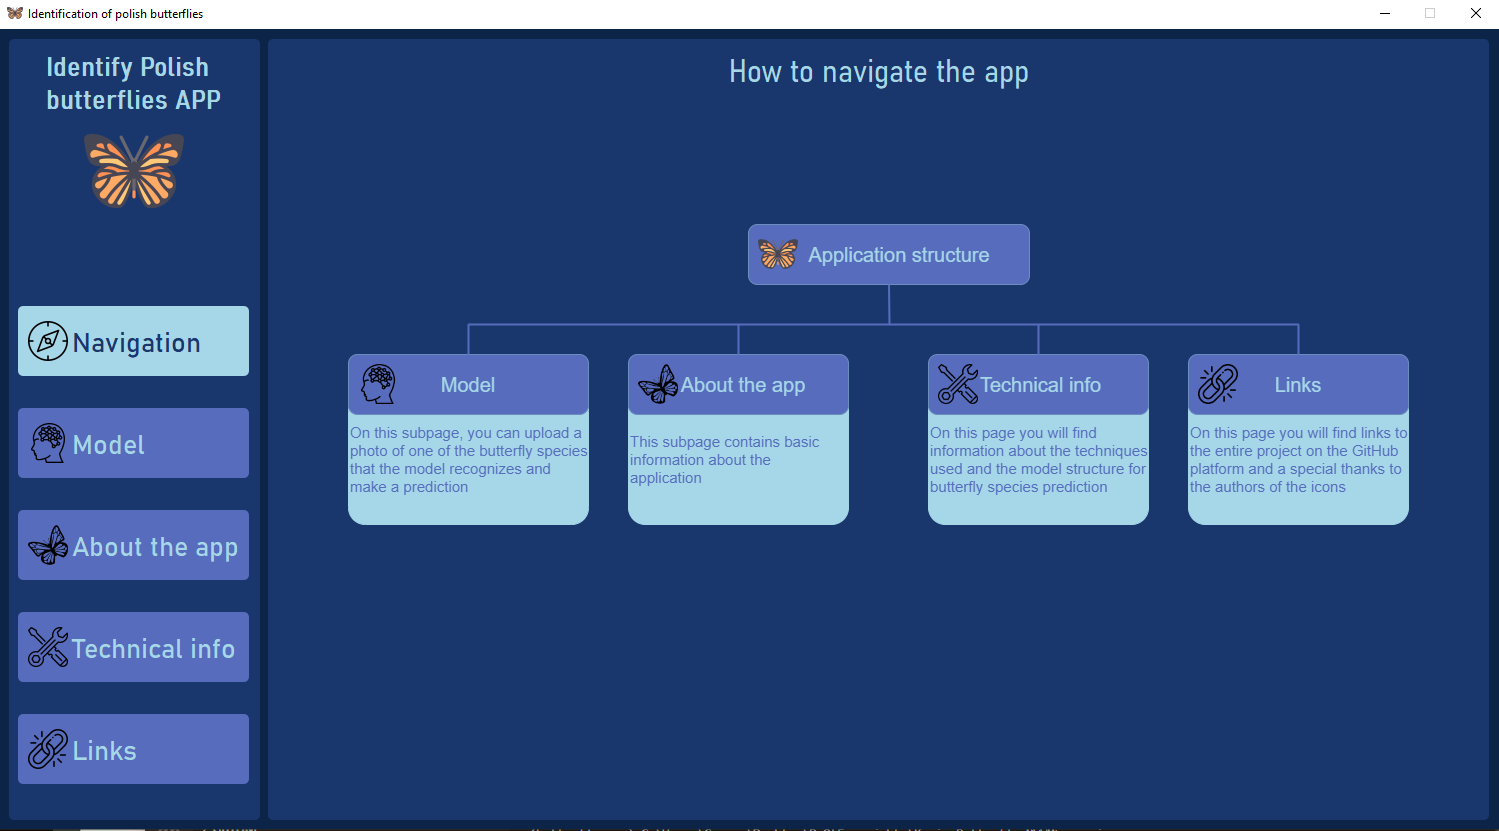 Identification of polish butterflies
Identify Polish
butterflies APP
Navigation
Model
About the app
Technical info
Links
How to navigate the app
Application structure
Model
On this subpage, you can upload a
photo of one of the butterfly species
that the model recognizes and
make a prediction
About the app
This subpage contains basic
information about the
application
Technical info
On this page you will find
information about the techniques
used and the model structure for
butterfly species prediction
Links
On this page you will find links to
the entire project on the GitHub
platform and a special thanks to
the authors of the icons